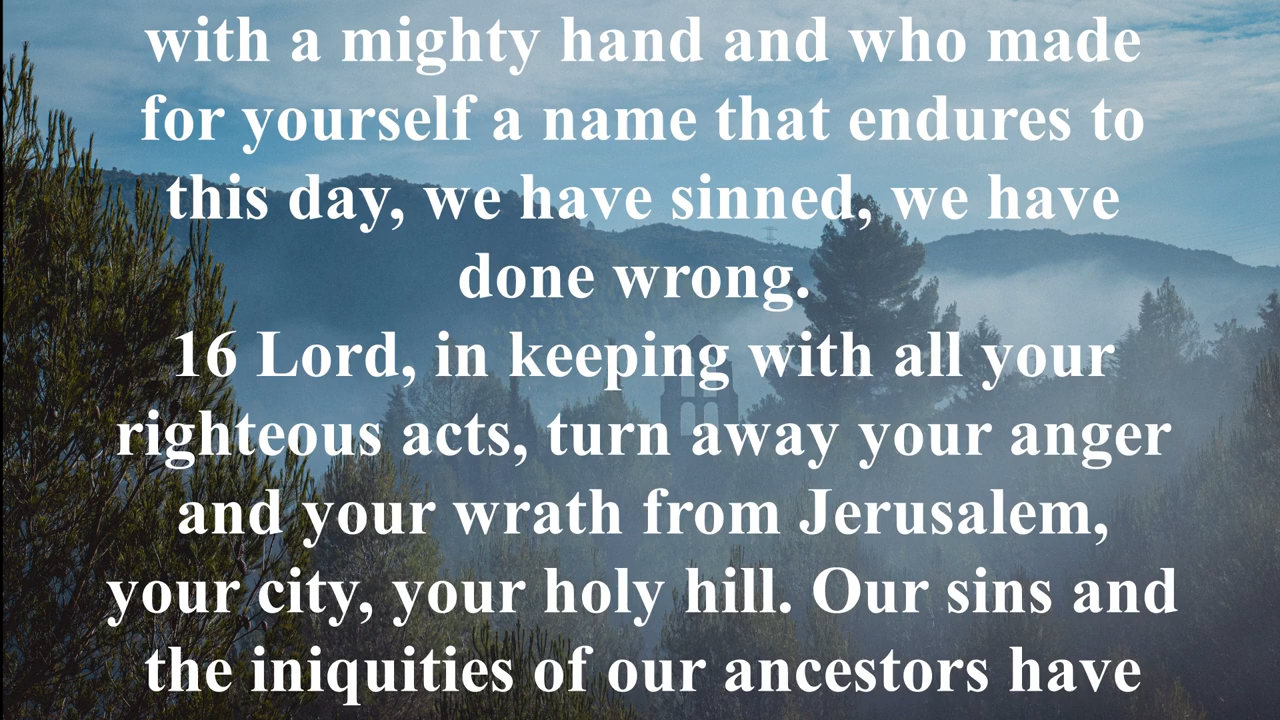 with a mighty hand and who made
for yourself a name that endures to
this day, we have sinned, we have
done wrong.
16 Lord, in keeping with all your
righteous acts, turn away your anger
and your wrath from Jerusalem,
your city, your holy hill. Our sins and
the iniquities of our ancestors have